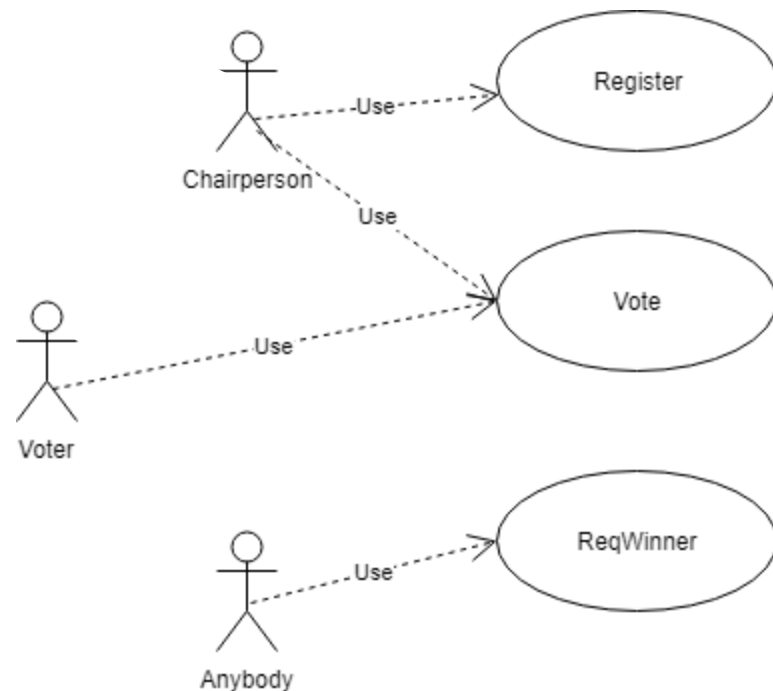 Register
Use
Chairperson
Use
Vote
Use
Voter
ReqWinner
Use
Anybody